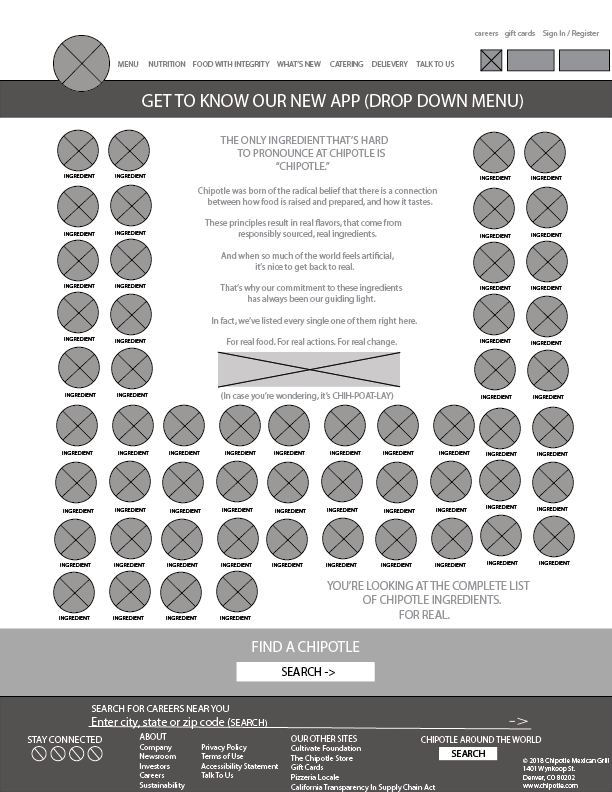 careers gift cards Sign In / Register
MENU NUTRITION FOOD WITH INTEGRITY WHAT'S NEW CATERING DELIEVERY TALK TO US
GET TO KNOW OUR NEW APP (DROP DOWN MENU)
INGREDIENT INGREDIENT
INGREDIENT INGREDIENT
INGREDIENT INGREDIENT
INGREDIENT INGREDIENT
INGREDIENT INGREDIENT
THE ONLY INGREDIENT THAT'S HARD
TO PRONOUNCE AT CHIPOTLE IS
“CHIPOTLE.”
Chipotle was born of the radical belief that there is a connection
between how food is raised and prepared, and how it tastes.
These principles result in real flavors, that come from
responsibly sourced, real ingredients.
And when so much of the world feels artificial,
it's nice to get back to real.
That's why our commitment to these ingredients
has always been our guiding light.
In fact, we've listed every single one of them right here.
For real food. For real actions. For real change.
(In case you're wondering, it's CHIH-POAT-LAY)
INGREDIENT INGREDIENT
INGREDIENT INGREDIENT
INGREDIENT INGREDIENT
INGREDIENT INGREDIENT
INGREDIENT INGREDIENT
INGREDIENT INGREDIENT INGREDIENT INGREDIENT INGREDIENT INGREDIENT INGREDIENT INGREDIENT INGREDIENT INGREDIENT
INGREDIENT INGREDIENT INGREDIENT INGREDIENT INGREDIENT INGREDIENT INGREDIENT INGREDIENT INGREDIENT INGREDIENT
INGREDIENT INGREDIENT INGREDIENT INGREDIENT INGREDIENT INGREDIENT INGREDIENT INGREDIENT INGREDIENT INGREDIENT
INGREDIENT INGREDIENT INGREDIENT INGREDIENT
YOU'RE LOOKING AT THE COMPLETE LIST
OF CHIPOTLE INGREDIENTS.
FOR REAL.
FIND A CHIPOTLE
SEARCH ->
SEARCH FOR CAREERS NEAR YOU
Enter city, state or zip code (SEARCH) -->
STAY CONNECTED
ABOUT
Company
Newsroom
Investors
Careers
Sustainability
Privacy Policy
Terms of Use
Accessibility Statement
Talk To Us
OUR OTHER SITES
Cultivate Foundation
The Chipotle Store
Gift Cards
Pizzeria Locale
California Transparency In Supply Chain Act
CHIPOTLE AROUND THE WORLD
SEARCH
© 2018 Chipotle Mexican Grill
1401 Wynkoop St.
Denver, CO 80202
www.chipotle.com